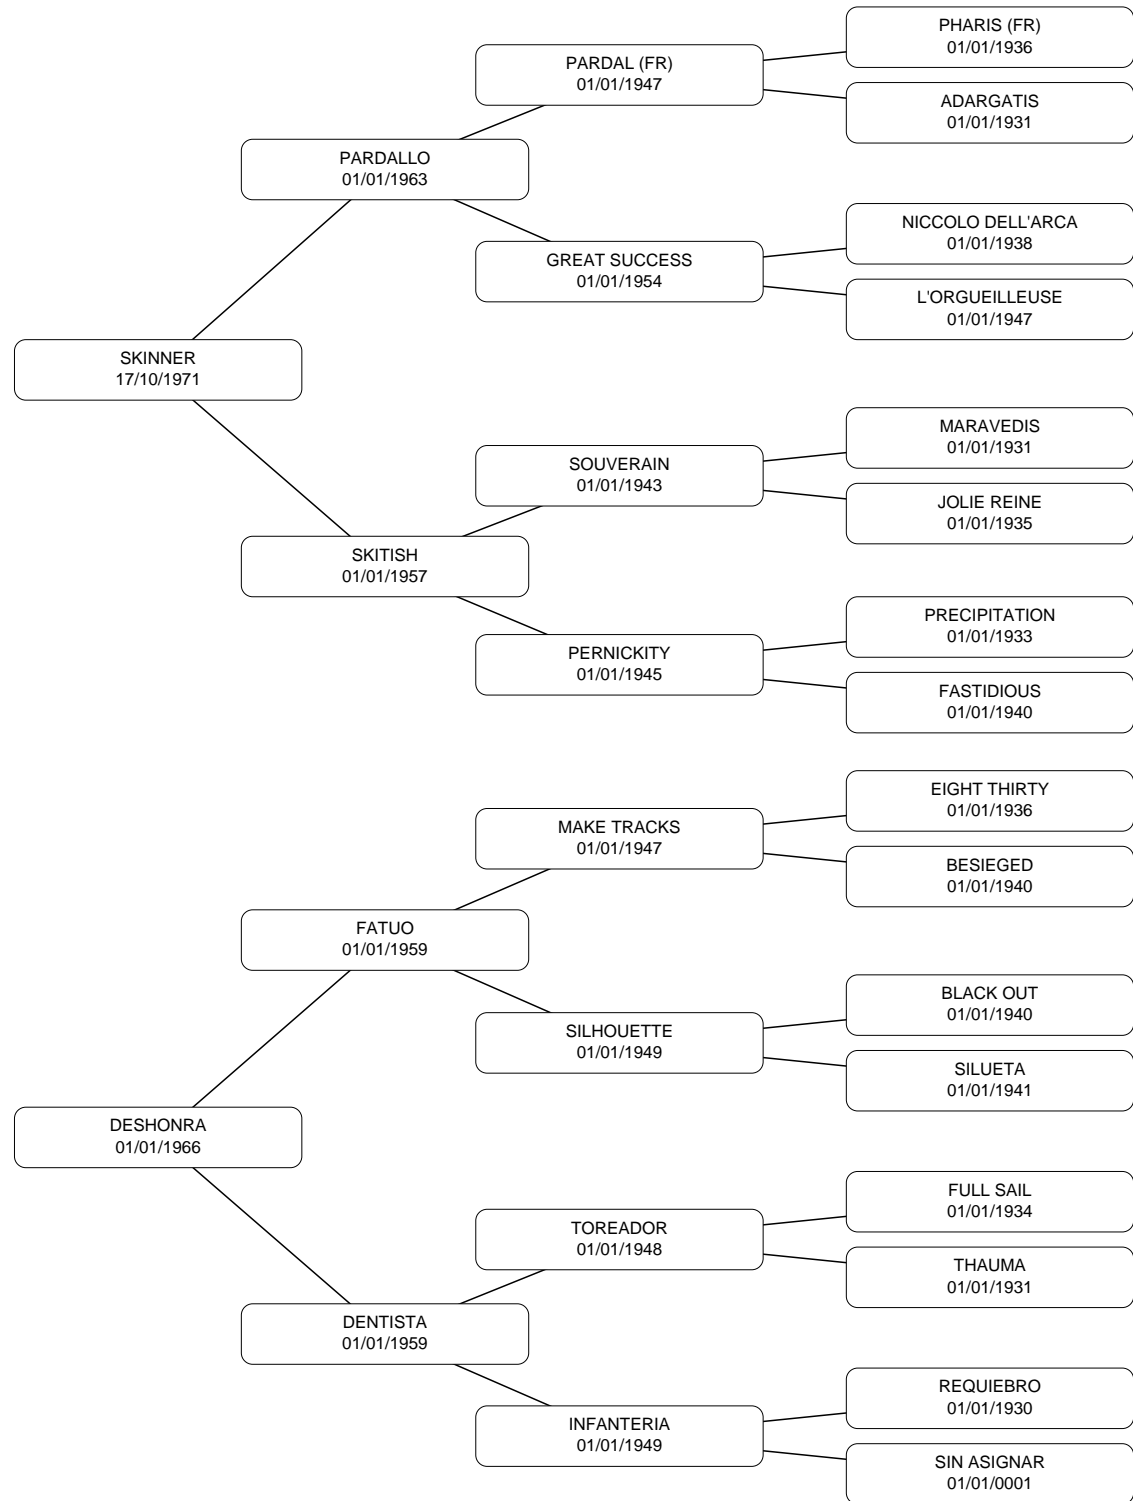 PHARIS (FR)
01/01/1936
PARDAL (FR)
01/01/1947
ADARGATIS
01/01/1931
PARDALLO
01/01/1963
NICCOLO DELL'ARCA
01/01/1938
GREAT SUCCESS
01/01/1954
L'ORGUEILLEUSE
01/01/1947
SKINNER
17/10/1971
MARAVEDIS
01/01/1931
SOUVERAIN
01/01/1943
JOLIE REINE
01/01/1935
SKITISH
01/01/1957
PRECIPITATION
01/01/1933
PERNICKITY
01/01/1945
FASTIDIOUS
01/01/1940
EIGHT THIRTY
01/01/1936
MAKE TRACKS
01/01/1947
BESIEGED
01/01/1940
FATUO
01/01/1959
BLACK OUT
01/01/1940
SILHOUETTE
01/01/1949
SILUETA
01/01/1941
DESHONRA
01/01/1966
FULL SAIL
01/01/1934
TOREADOR
01/01/1948
THAUMA
01/01/1931
DENTISTA
01/01/1959
REQUIEBRO
01/01/1930
INFANTERIA
01/01/1949
SIN ASIGNAR
01/01/0001